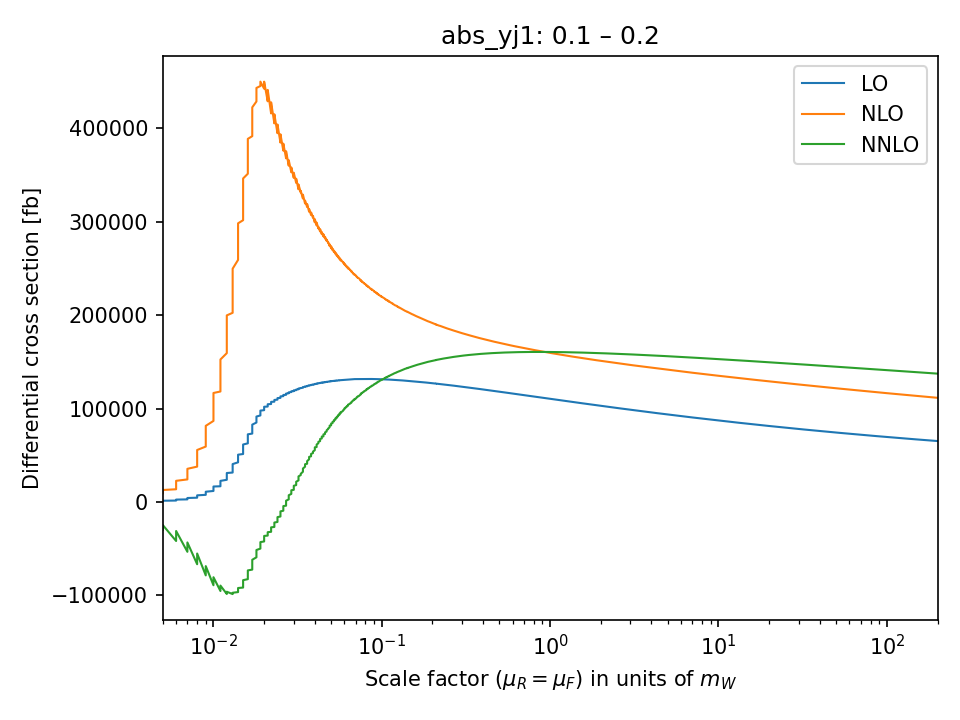 abs_yj1: 0.1 – 0.2
Differential cross section [fb]
400000
300000
200000
100000
0
−100000
LO
NLO
NNLO
10⁻² 10⁻¹ 10⁰ 10¹ 10²
Scale factor (μ_R = μ_F) in units of m_W